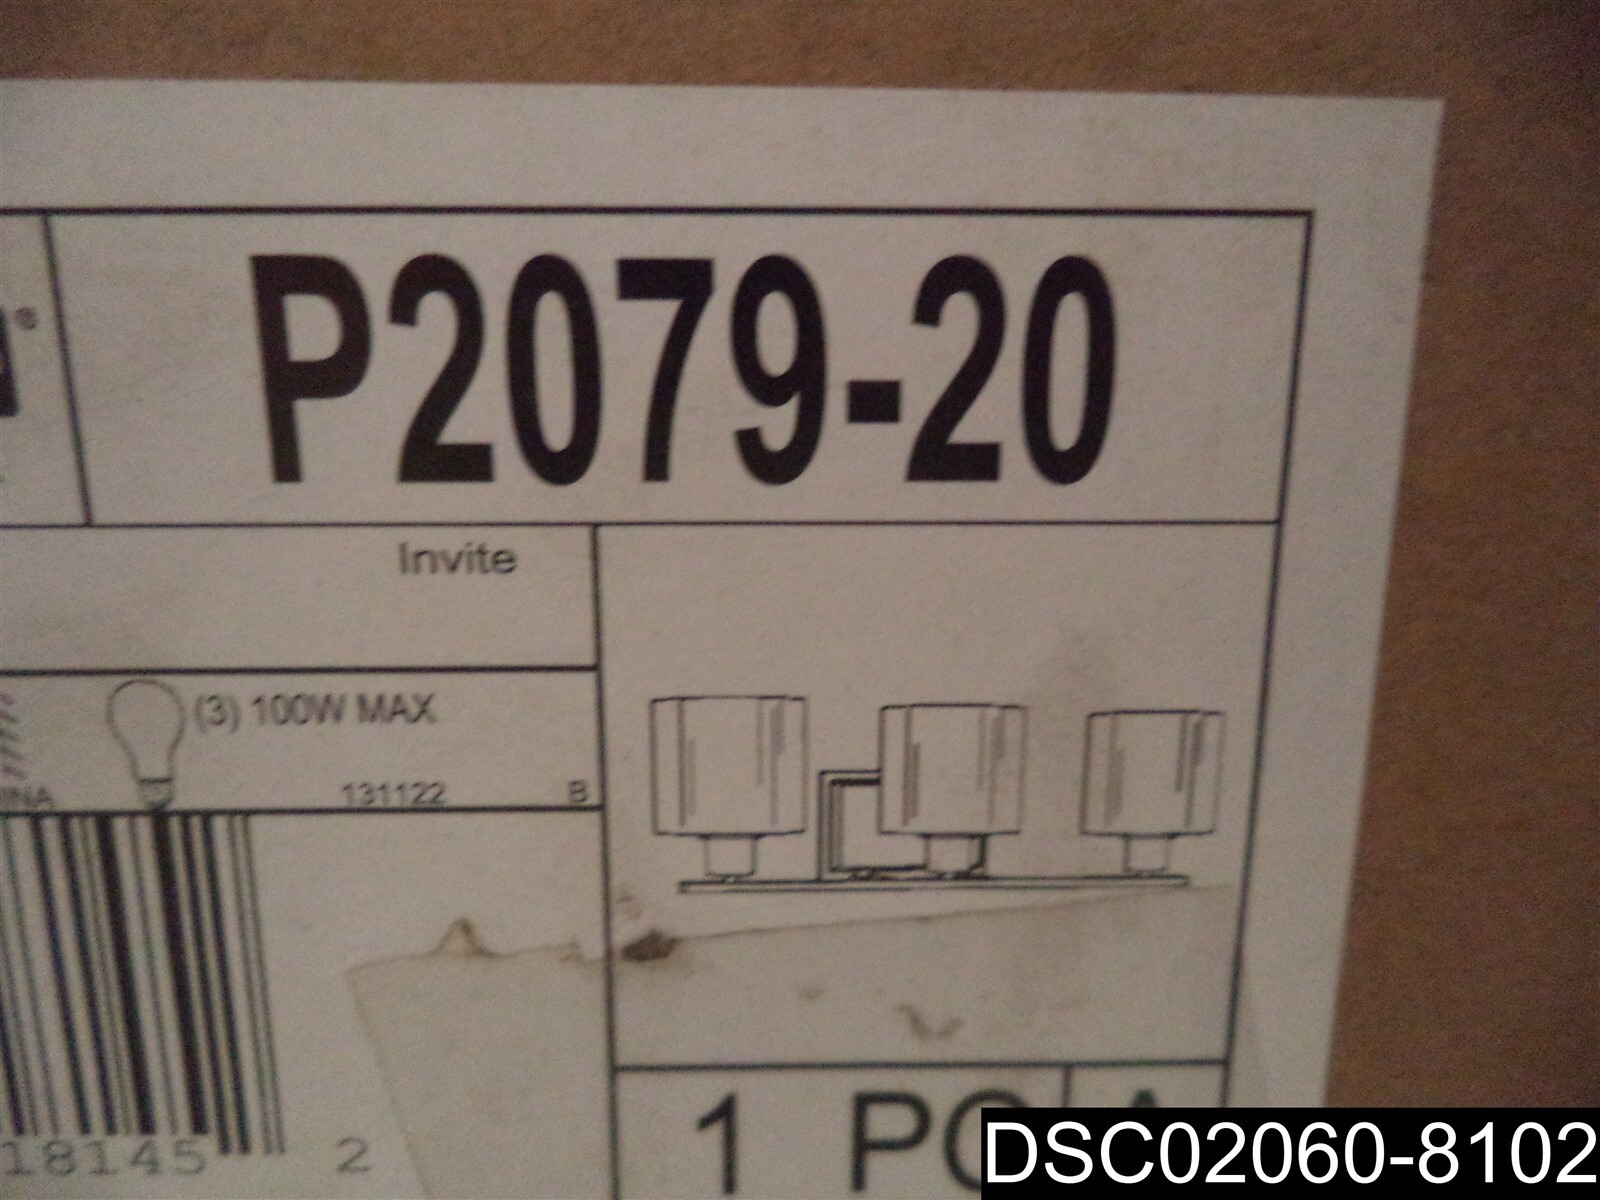 ®
P2079-20
Invite
(3) 100W MAX
131122 B
18145 2
1 PC
DSC02060-8102